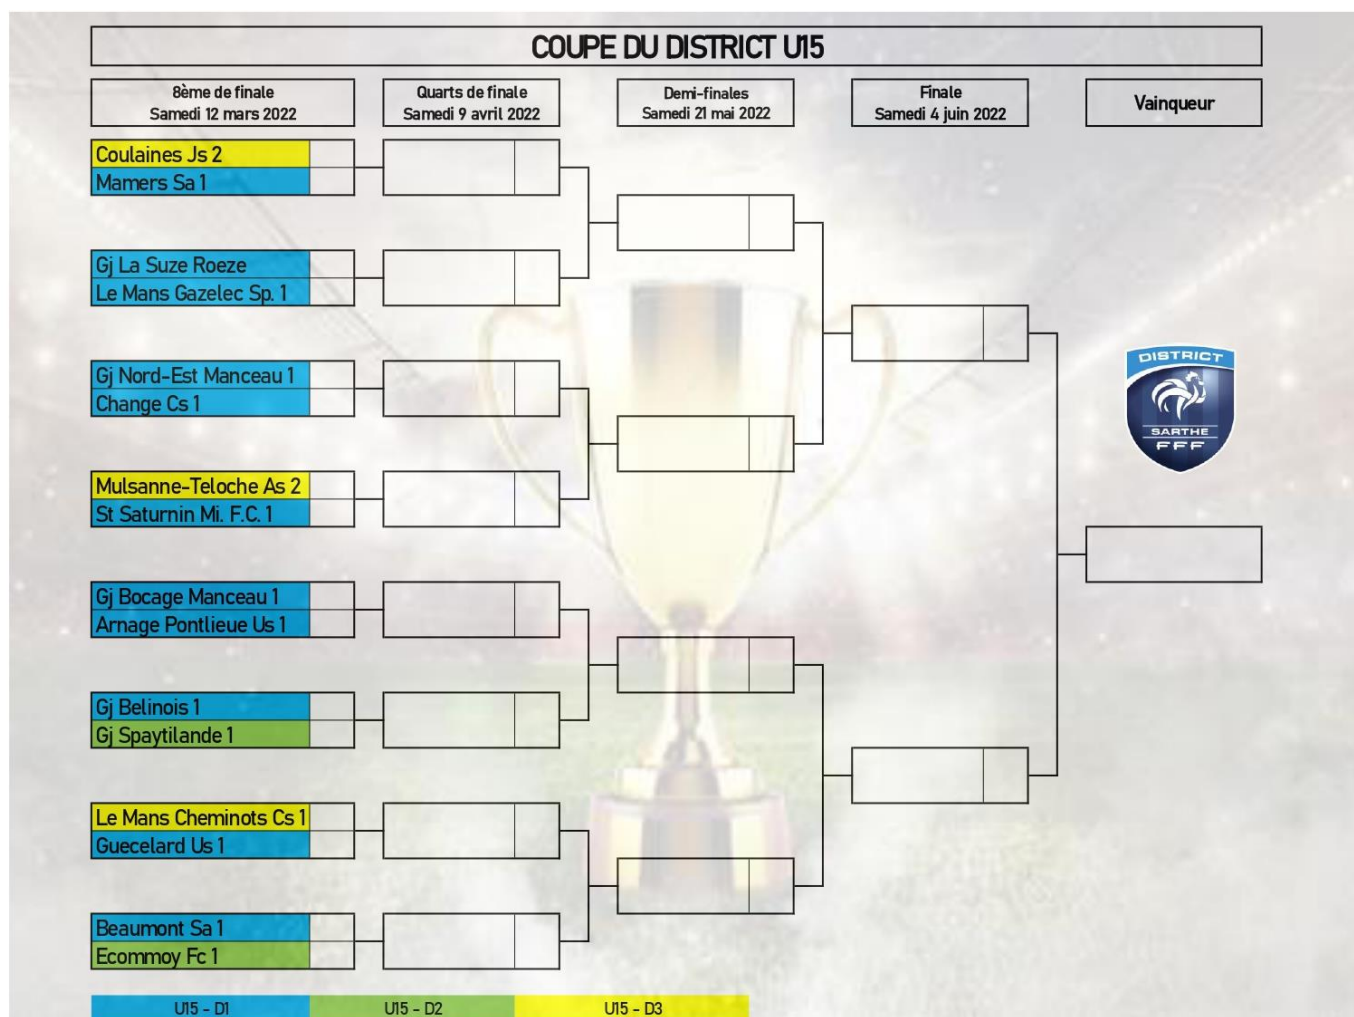 COUPE DU DISTRICT U15
8ème de finale
Samedi 12 mars 2022
Quarts de finale
Samedi 9 avril 2022
Demi-finales
Samedi 21 mai 2022
Finale
Samedi 4 juin 2022
Vainqueur
Coulaines Js 2
Mamers Sa 1
Gj La Suze Roeze
Le Mans Gazelec Sp. 1
Gj Nord-Est Manceau 1
Change Cs 1
Mulsanne-Teloche As 2
St Saturnin Mi. F.C. 1
Gj Bocage Manceau 1
Arnage Pontlieue Us 1
Gj Belinois 1
Gj Spaytilande 1
Le Mans Cheminots Cs 1
Guecelard Us 1
Beaumont Sa 1
Ecommoy Fc 1
DISTRICT
SARTHE
FFF
U15 - D1
U15 - D2
U15 - D3